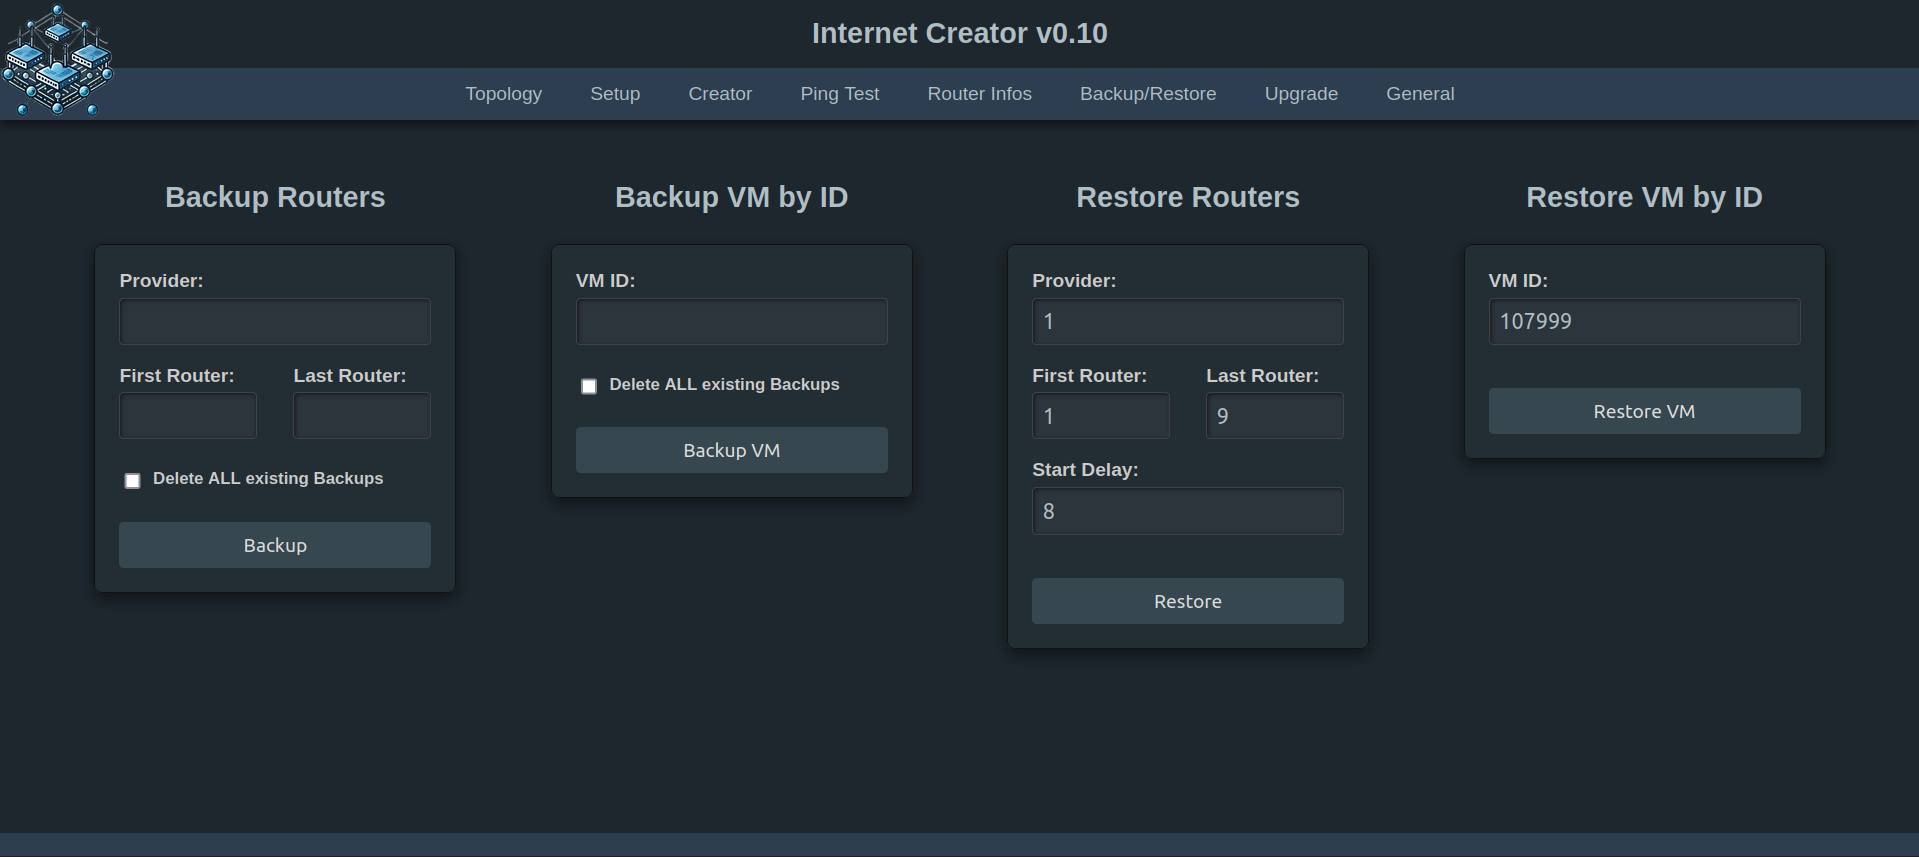 Internet Creator v0.10
Topology Setup Creator Ping Test Router Infos Backup/Restore Upgrade General
Backup Routers
Provider:
First Router: Last Router:
Delete ALL existing Backups
Backup
Backup VM by ID
VM ID:
Delete ALL existing Backups
Backup VM
Restore Routers
Provider:
1
First Router: Last Router:
1 9
Start Delay:
8
Restore
Restore VM by ID
VM ID:
107999
Restore VM